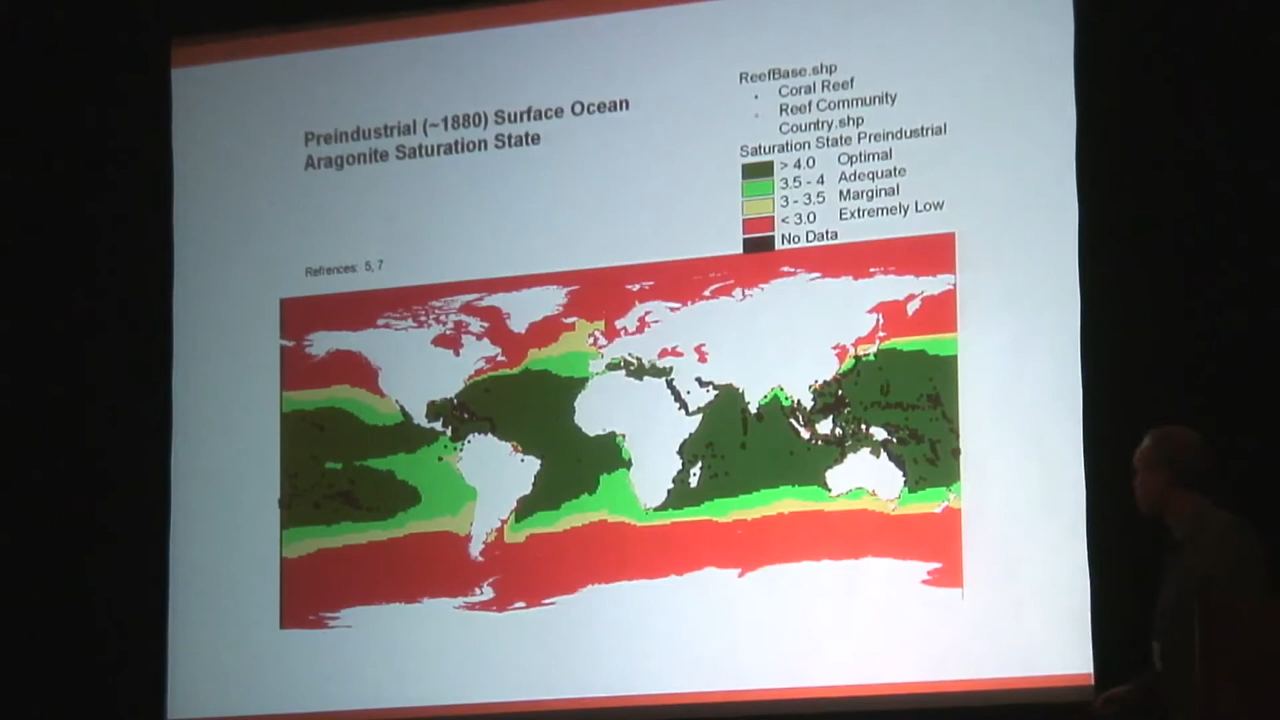 Preindustrial (~1880) Surface Ocean
Aragonite Saturation State
Refrences: 5, 7
ReefBase.shp
Coral Reef
Reef Community
Country.shp
Saturation State Preindustrial
> 4.0 Optimal
3.5 - 4 Adequate
3 - 3.5 Marginal
< 3.0 Extremely Low
No Data